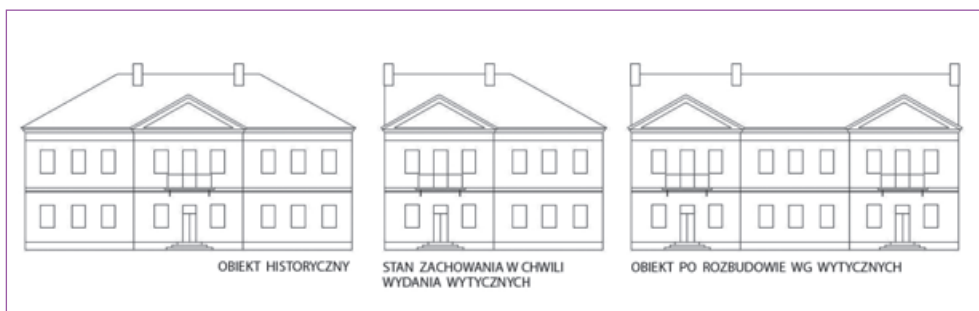 OBIEKT HISTORYCZNY
STAN ZACHOWANIA W CHWILI
WYDANIA WYTYCZNYCH
OBIEKT PO ROZBUDOWIE WG WYTYCZNYCH